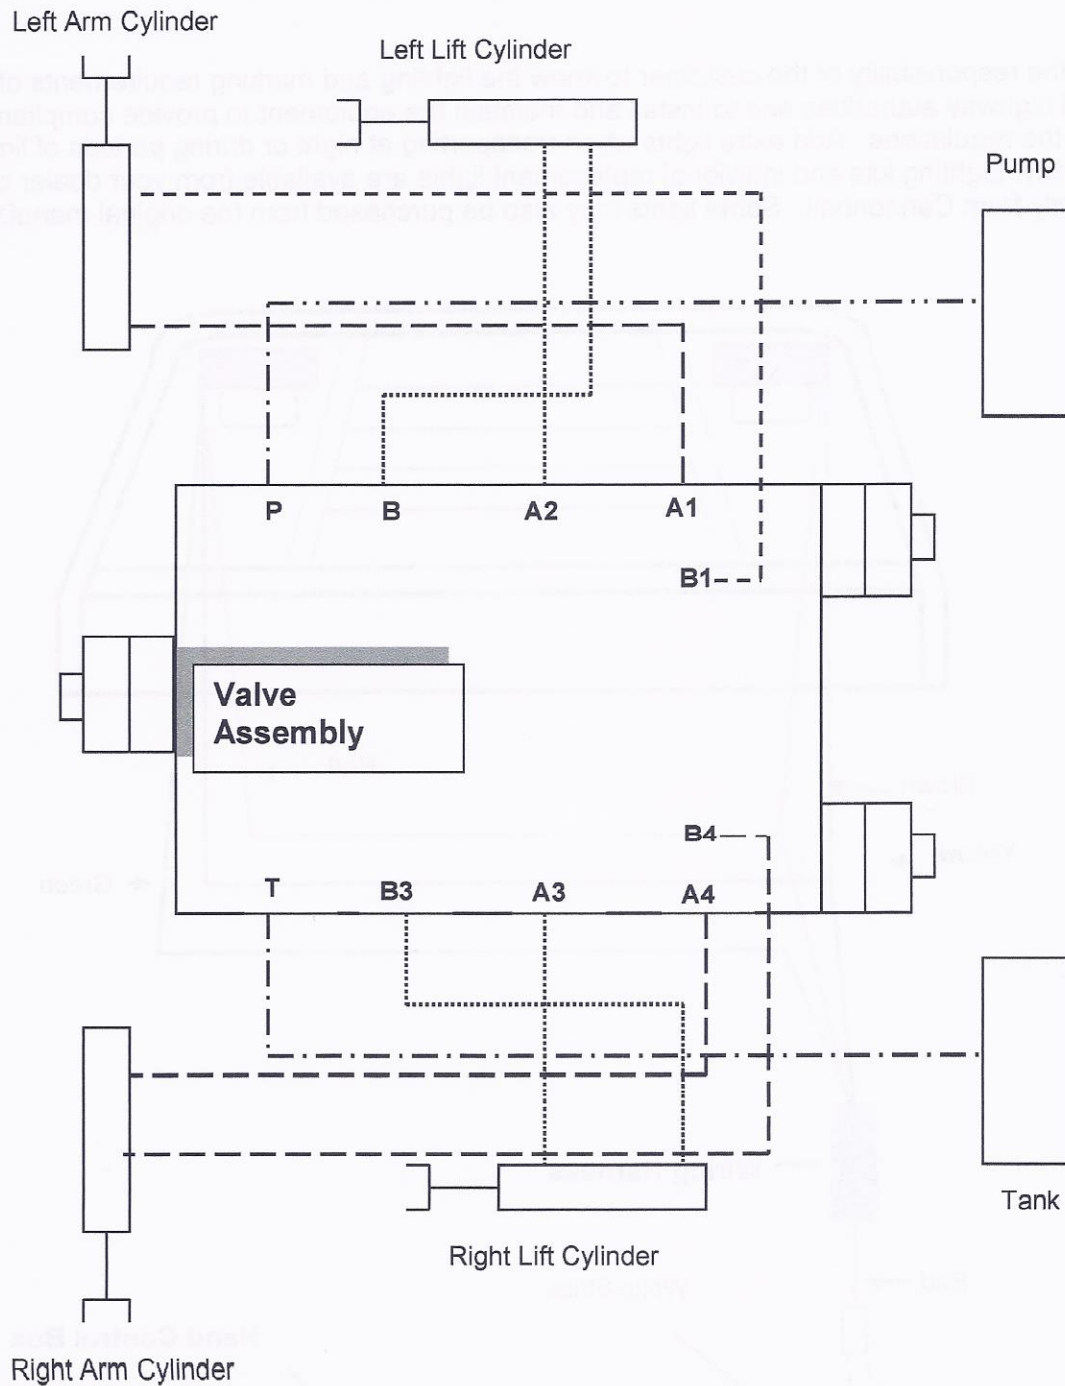 Left Arm Cylinder
Left Lift Cylinder
Pump
P B A2 A1
B1
Valve
Assembly
B4
T B3 A3 A4
Tank
Right Lift Cylinder
Right Arm Cylinder